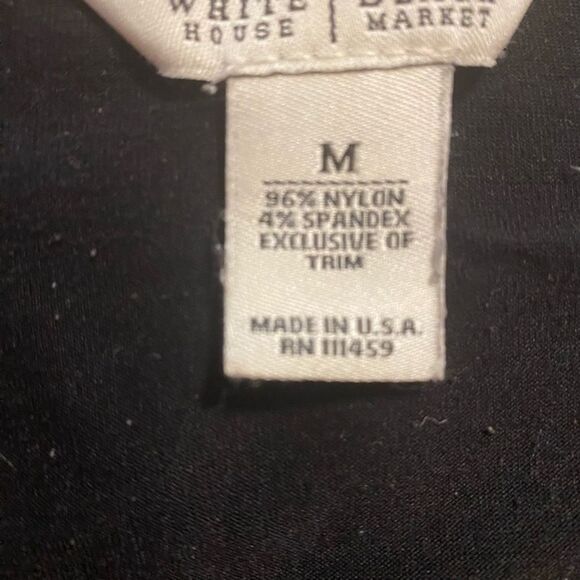 WHITE
HOUSE | MARKET
M
96% NYLON
4% SPANDEX
EXCLUSIVE OF
TRIM
MADE IN U.S.A.
RN 111459